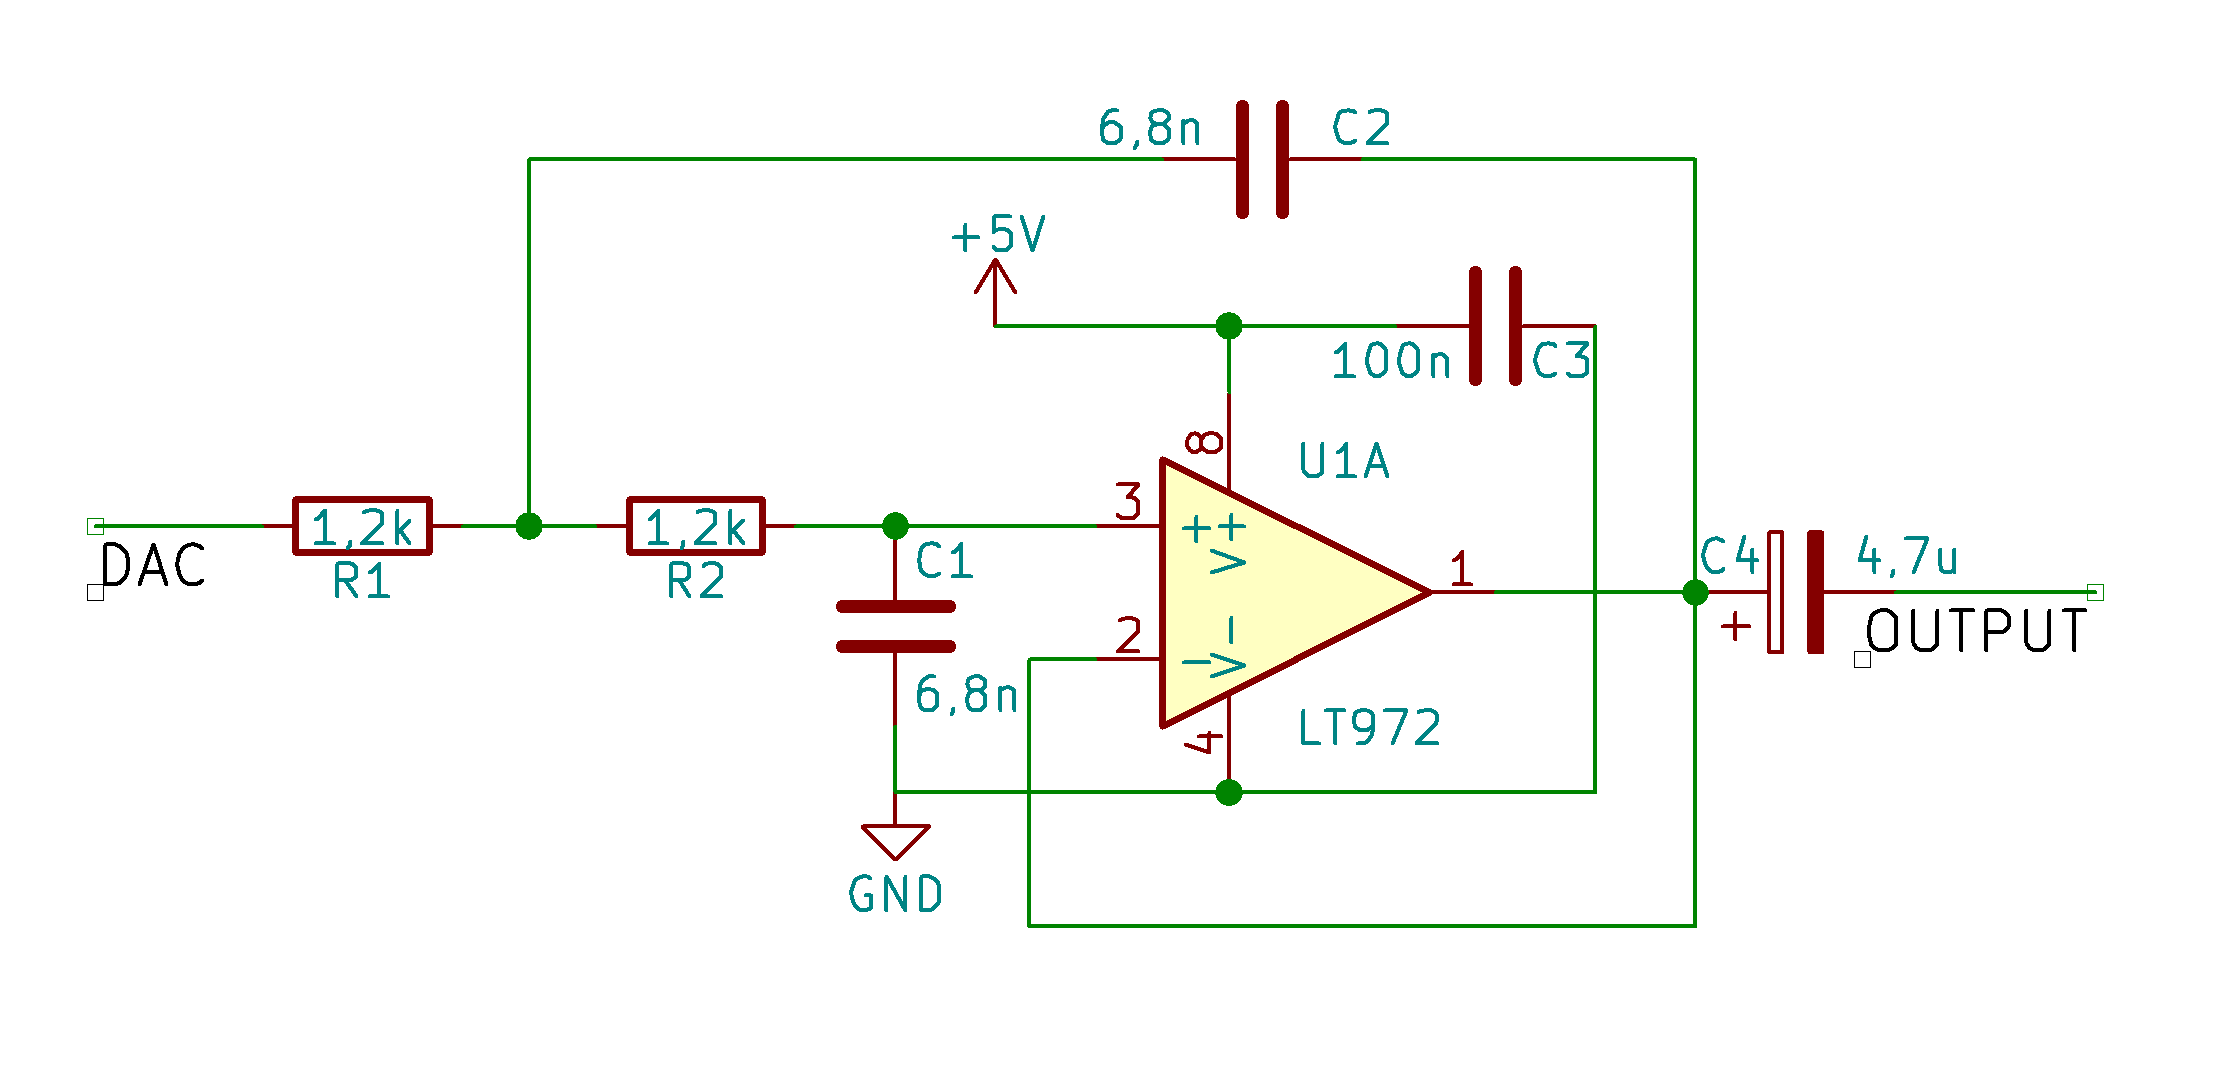 6,8n C2
+5V
100n C3
8
U1A
3
1,2k
1,2k
+ V+
DAC
R1
R2
C1
1
C4
4,7u
+
OUTPUT
2
- V-
6,8n
4
LT972
GND